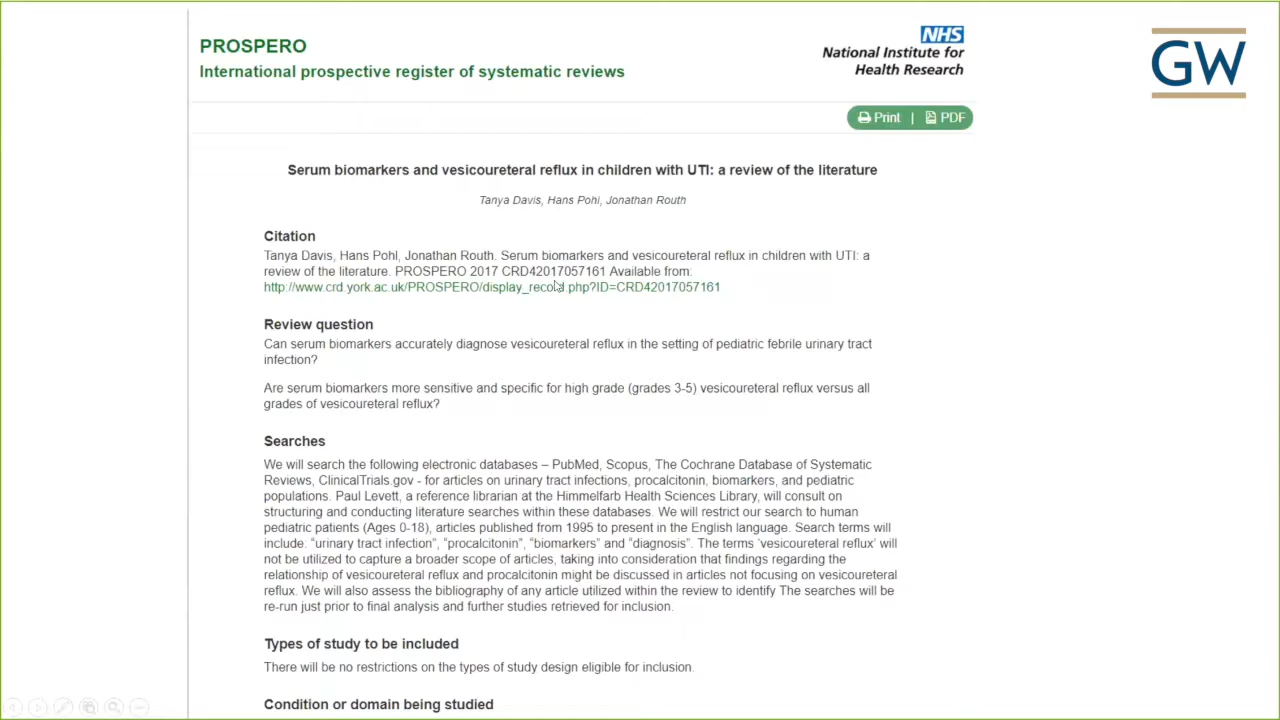 PROSPERO
International prospective register of systematic reviews
NHS
National Institute for
Health Research
GW
Print | PDF
Serum biomarkers and vesicoureteral reflux in children with UTI: a review of the literature
Tanya Davis, Hans Pohl, Jonathan Routh
Citation
Tanya Davis, Hans Pohl, Jonathan Routh. Serum biomarkers and vesicoureteral reflux in children with UTI: a
review of the literature. PROSPERO 2017 CRD42017057161 Available from:
http://www.crd.york.ac.uk/PROSPERO/display_record.php?ID=CRD42017057161
Review question
Can serum biomarkers accurately diagnose vesicoureteral reflux in the setting of pediatric febrile urinary tract
infection?
Are serum biomarkers more sensitive and specific for high grade (grades 3-5) vesicoureteral reflux versus all
grades of vesicoureteral reflux?
Searches
We will search the following electronic databases – PubMed, Scopus, The Cochrane Database of Systematic
Reviews, ClinicalTrials.gov - for articles on urinary tract infections, procalcitonin, biomarkers, and pediatric
populations. Paul Levett, a reference librarian at the Himmelfarb Health Sciences Library, will consult on
structuring and conducting literature searches within these databases. We will restrict our search to human
pediatric patients (Ages 0-18), articles published from 1995 to present in the English language. Search terms will
include: “urinary tract infection”, “procalcitonin”, “biomarkers” and “diagnosis”. The terms ‘vesicoureteral reflux’ will
not be utilized to capture a broader scope of articles, taking into consideration that findings regarding the
relationship of vesicoureteral reflux and procalcitonin might be discussed in articles not focusing on vesicoureteral
reflux. We will also assess the bibliography of any article utilized within the review to identify The searches will be
re-run just prior to final analysis and further studies retrieved for inclusion.
Types of study to be included
There will be no restrictions on the types of study design eligible for inclusion.
Condition or domain being studied